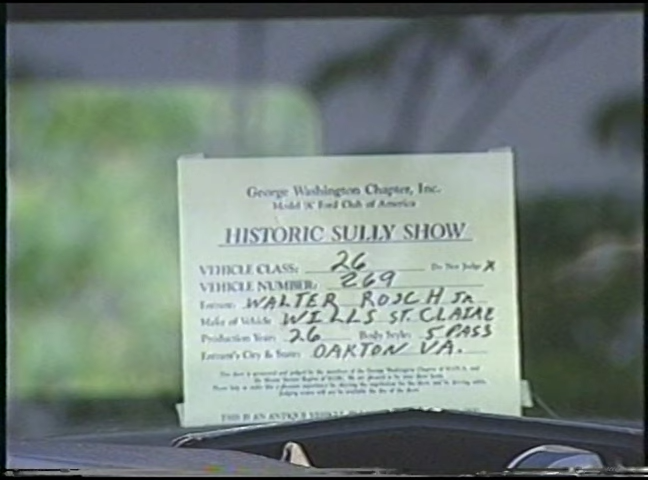 George Washington Chapter, Inc.
Model 'A' Ford Club of America
HISTORIC SULLY SHOW
VEHICLE CLASS: 26 Do Not Judge X
VEHICLE NUMBER: 269
Entrant: WALTER ROSCH JR
Make of Vehicle WILLS ST. CLAIRE
Production Year: 26 Body Style: 5 PASS
Entrant's City & State: OAKTON VA.
THIS IS AN ANTIQUE VEHICLE